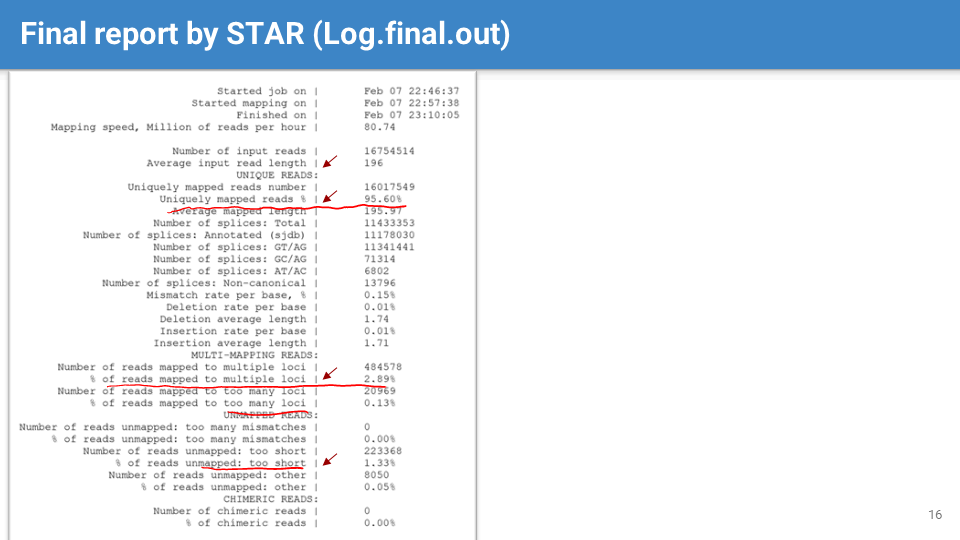 Final report by STAR (Log.final.out)
Started job on | Feb 07 22:46:37
Started mapping on | Feb 07 22:57:38
Finished on | Feb 07 23:10:05
Mapping speed, Million of reads per hour | 80.74
Number of input reads | 16754514
Average input read length | 196
UNIQUE READS:
Uniquely mapped reads number | 16017549
Uniquely mapped reads % | 95.60%
Average mapped length | 195.97
Number of splices: Total | 11433353
Number of splices: Annotated (sjdb) | 11178030
Number of splices: GT/AG | 11341441
Number of splices: GC/AG | 71314
Number of splices: AT/AC | 6802
Number of splices: Non-canonical | 13796
Mismatch rate per base, % | 0.15%
Deletion rate per base | 0.01%
Deletion average length | 1.74
Insertion rate per base | 0.01%
Insertion average length | 1.71
MULTI-MAPPING READS:
Number of reads mapped to multiple loci | 484578
% of reads mapped to multiple loci | 2.89%
Number of reads mapped to too many loci | 20969
% of reads mapped to too many loci | 0.13%
UNMAPPED READS:
Number of reads unmapped: too many mismatches | 0
% of reads unmapped: too many mismatches | 0.00%
Number of reads unmapped: too short | 223368
% of reads unmapped: too short | 1.33%
Number of reads unmapped: other | 8050
% of reads unmapped: other | 0.05%
CHIMERIC READS:
Number of chimeric reads | 0
% of chimeric reads | 0.00%
16